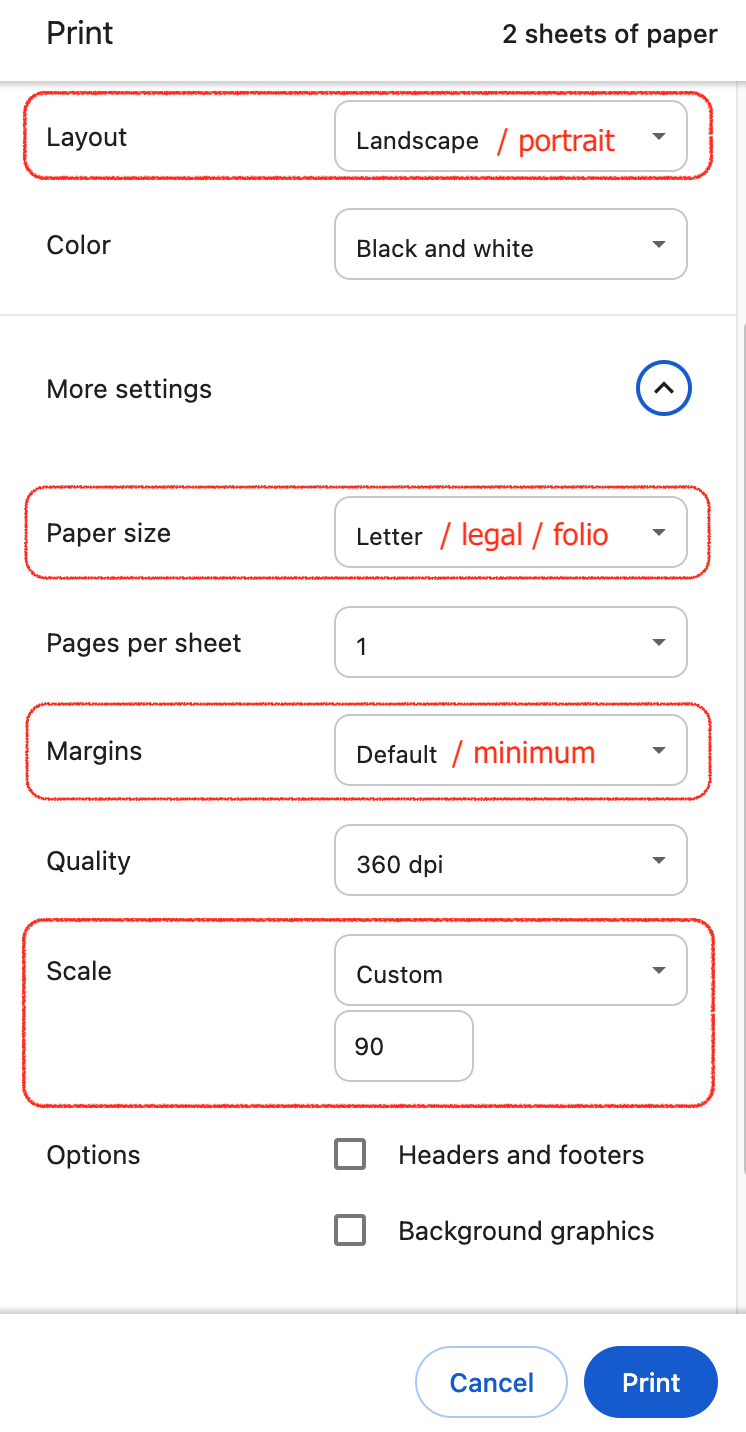 Print 2 sheets of paper
Layout Landscape / portrait
Color Black and white
More settings
Paper size Letter / legal / folio
Pages per sheet 1
Margins Default / minimum
Quality 360 dpi
Scale Custom
90
Options Headers and footers
Background graphics
Cancel Print